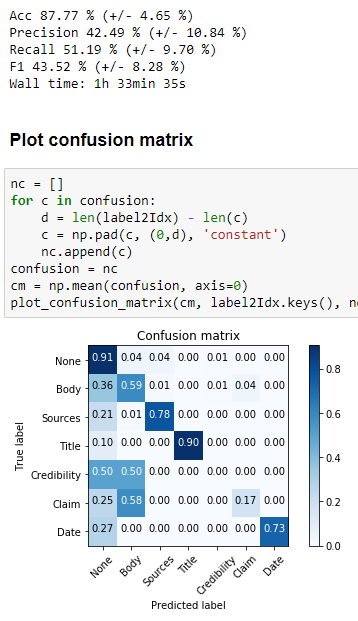 Acc 87.77 % (+/- 4.65 %)
Precision 42.49 % (+/- 10.84 %)
Recall 51.19 % (+/- 9.70 %)
F1 43.52 % (+/- 8.28 %)
Wall time: 1h 33min 35s
Plot confusion matrix
nc = []
for c in confusion:
    d = len(label2Idx) - len(c)
    c = np.pad(c, (0,d), 'constant')
    nc.append(c)
confusion = nc
cm = np.mean(confusion, axis=0)
plot_confusion_matrix(cm, label2Idx.keys(),
Confusion matrix
True label
None 0.91 0.04 0.04 0.00 0.01 0.00 0.00
Body 0.36 0.59 0.01 0.00 0.01 0.04 0.00
Sources 0.21 0.01 0.78 0.00 0.00 0.00 0.00
Title 0.10 0.00 0.00 0.90 0.00 0.00 0.00
Credibility 0.50 0.50 0.00 0.00 0.00 0.00 0.00
Claim 0.25 0.58 0.00 0.00 0.00 0.17 0.00
Date 0.27 0.00 0.00 0.00 0.00 0.00 0.73
None Body Sources Title Credibility Claim Date
Predicted label
0.8
0.6
0.4
0.2
0.0